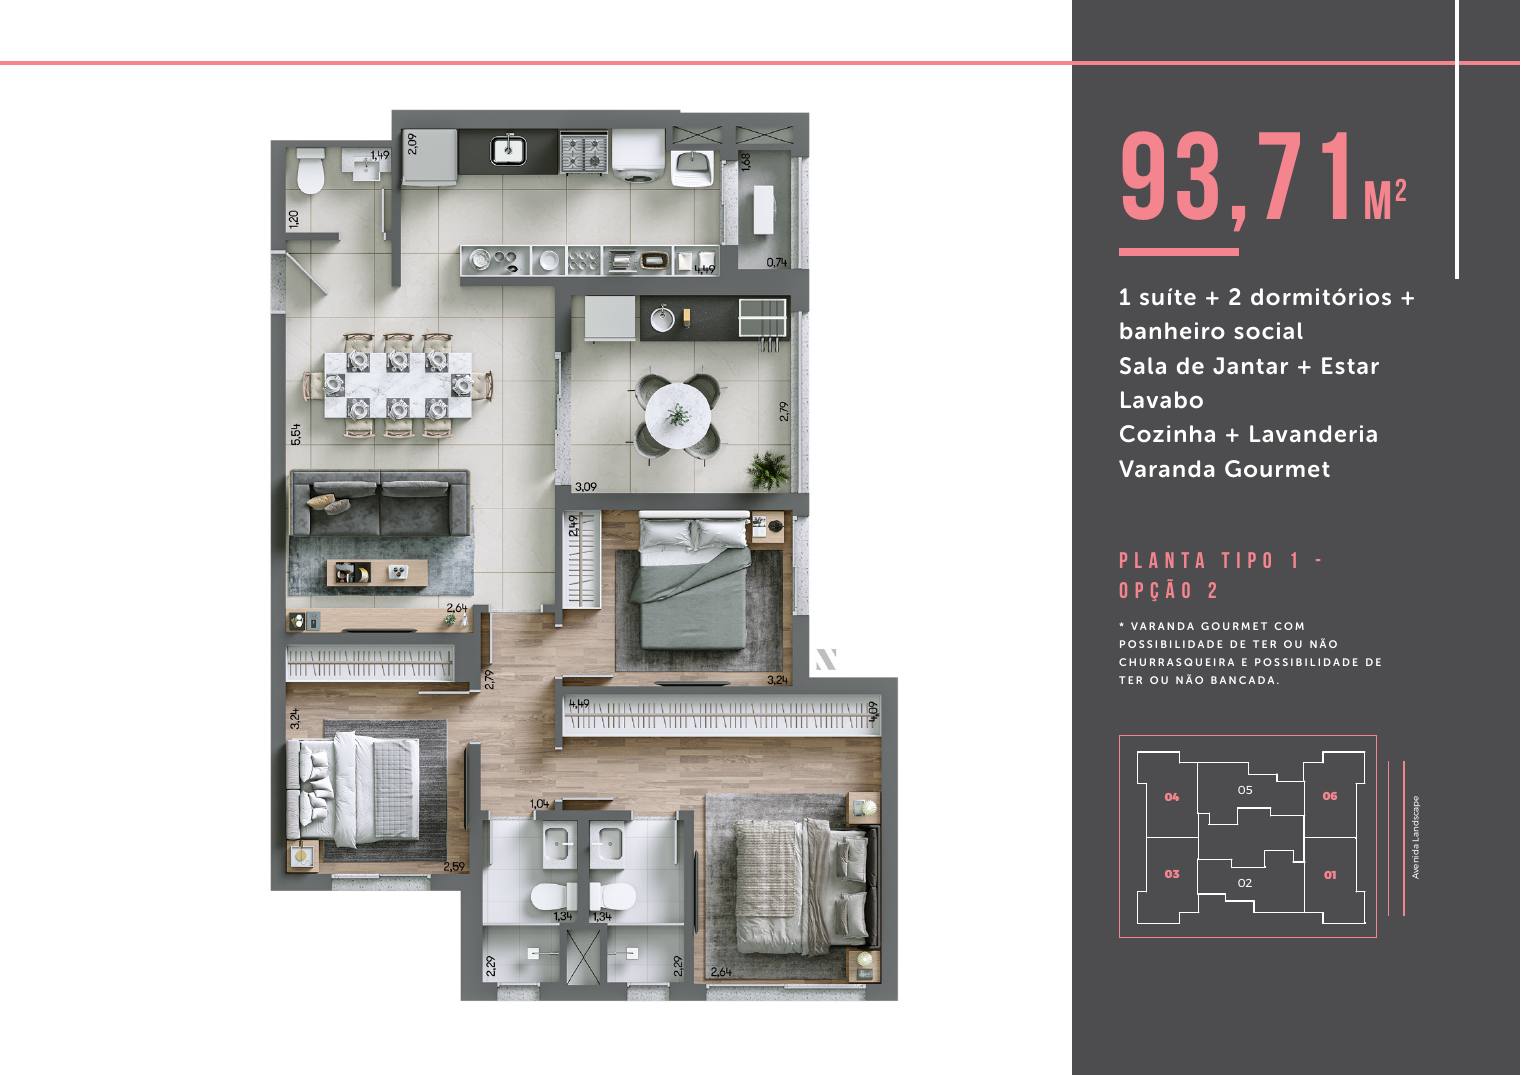 93,71 M²
1 suíte + 2 dormitórios +
banheiro social
Sala de Jantar + Estar
Lavabo
Cozinha + Lavanderia
Varanda Gourmet
PLANTA TIPO 1 -
OPÇÃO 2
* VARANDA GOURMET COM
POSSIBILIDADE DE TER OU NÃO
CHURRASQUEIRA E POSSIBILIDADE DE
TER OU NÃO BANCADA.
04
05
06
03
02
01
Avenida Landscape
1,49
2,09
1,68
1,20
4,49
0,74
5,54
2,79
3,09
2,49
2,64
2,79
3,24
4,49
4,09
3,24
1,04
2,59
1,34
1,34
2,29
2,29
2,64
N